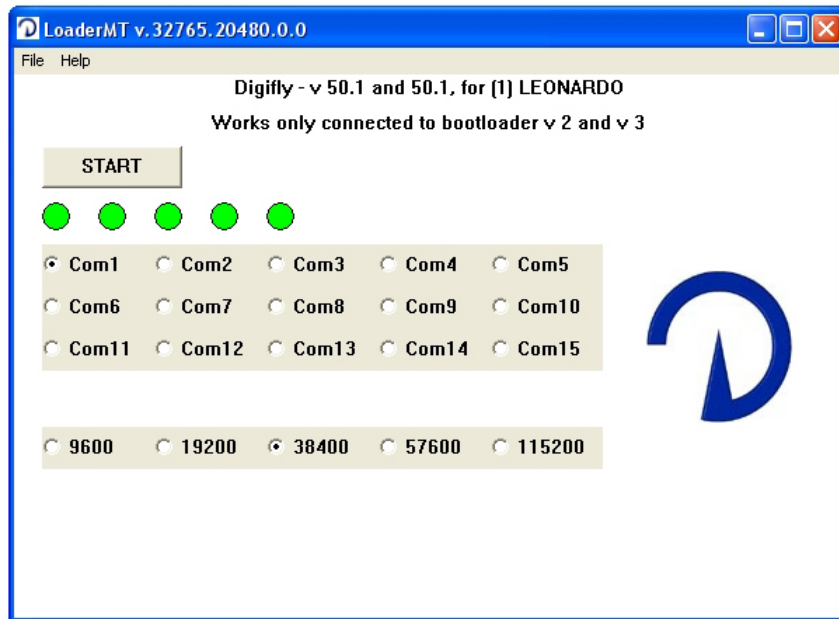 LoaderMT v.32765.20480.0.0
File Help
Digifly - v 50.1 and 50.1, for (1) LEONARDO
Works only connected to bootloader v 2 and v 3
START
Com1 Com2 Com3 Com4 Com5
Com6 Com7 Com8 Com9 Com10
Com11 Com12 Com13 Com14 Com15
9600 19200 38400 57600 115200